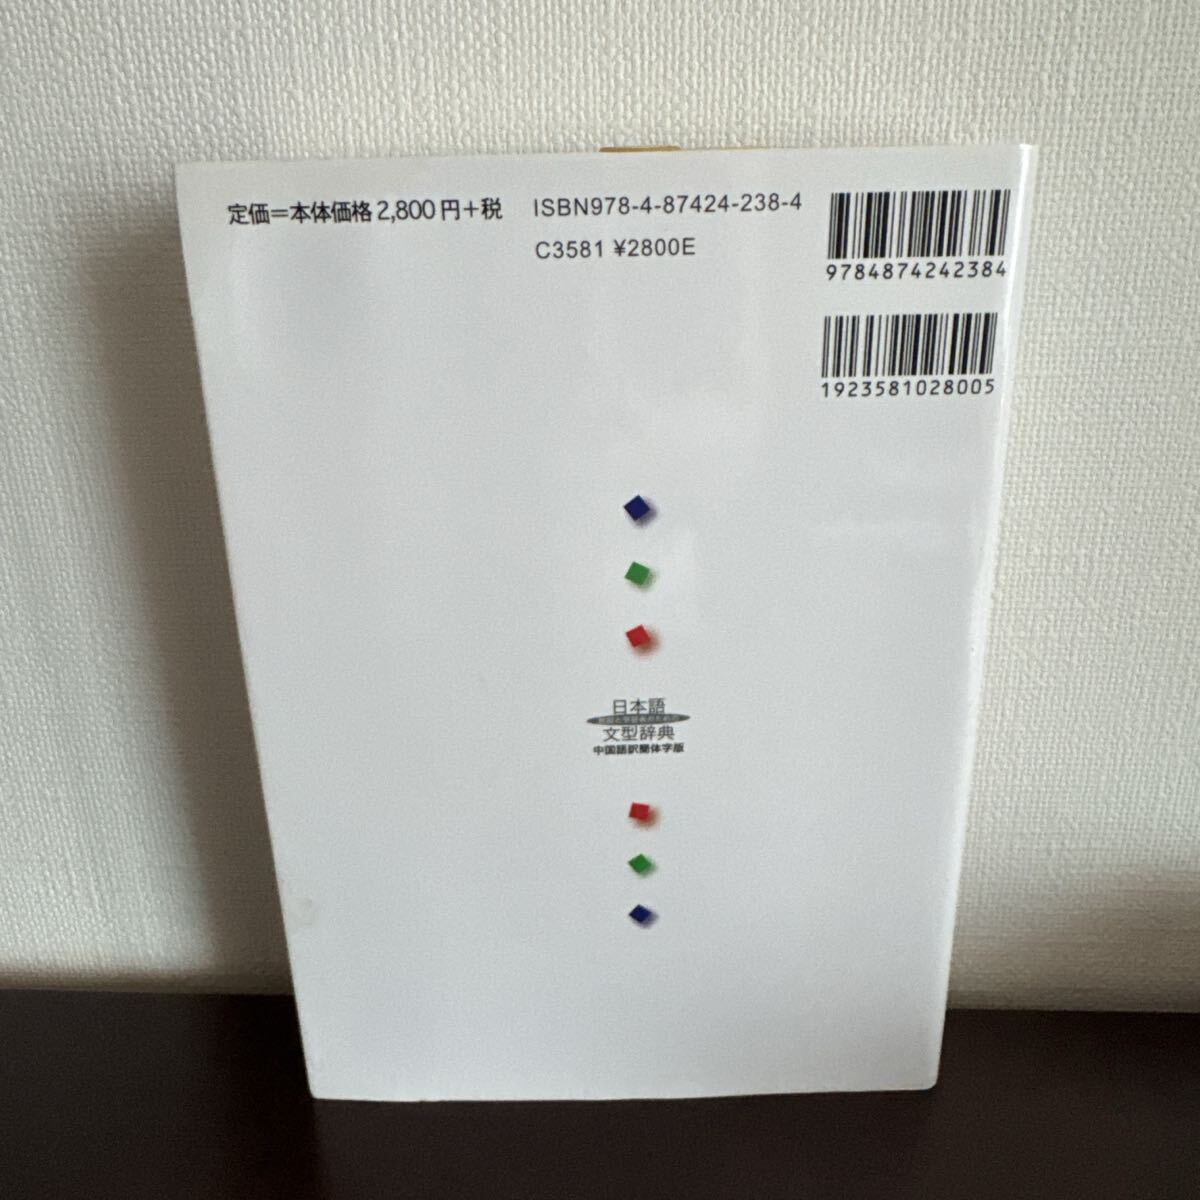 定価=本体価格2,800円+税
ISBN978-4-87424-238-4
C3581 ¥2800E
9784874242384
1923581028005
日本語
文型辞典
中国語訳簡体字版